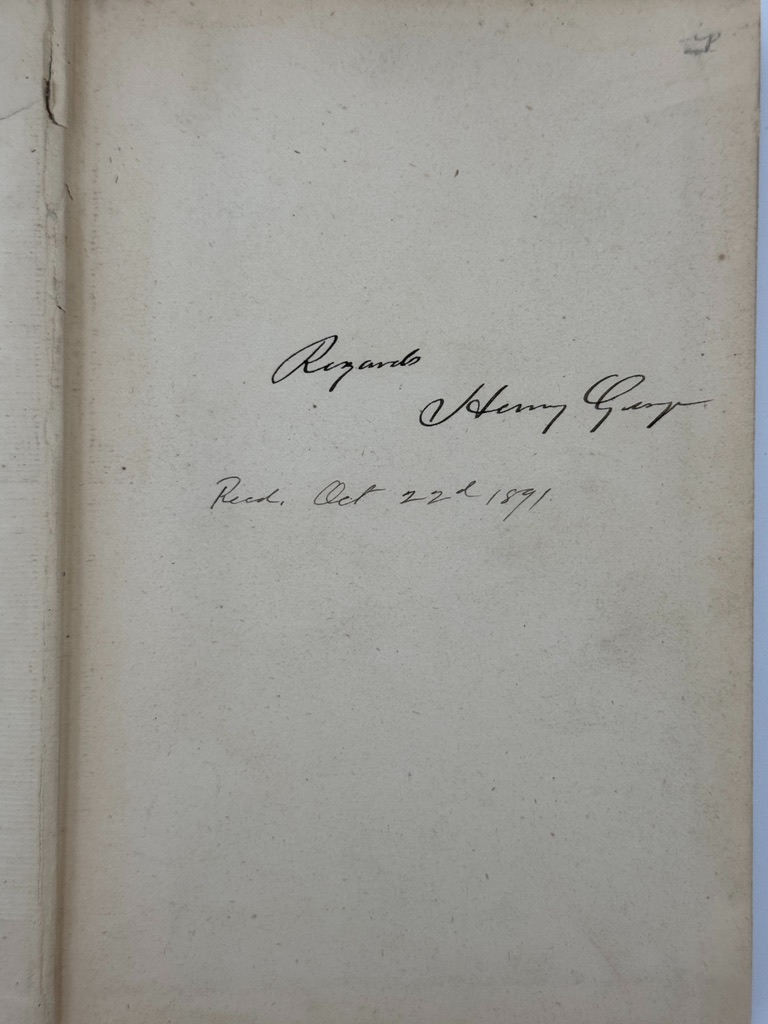 Regards
Henry George
Recd. Oct 22d 1891.